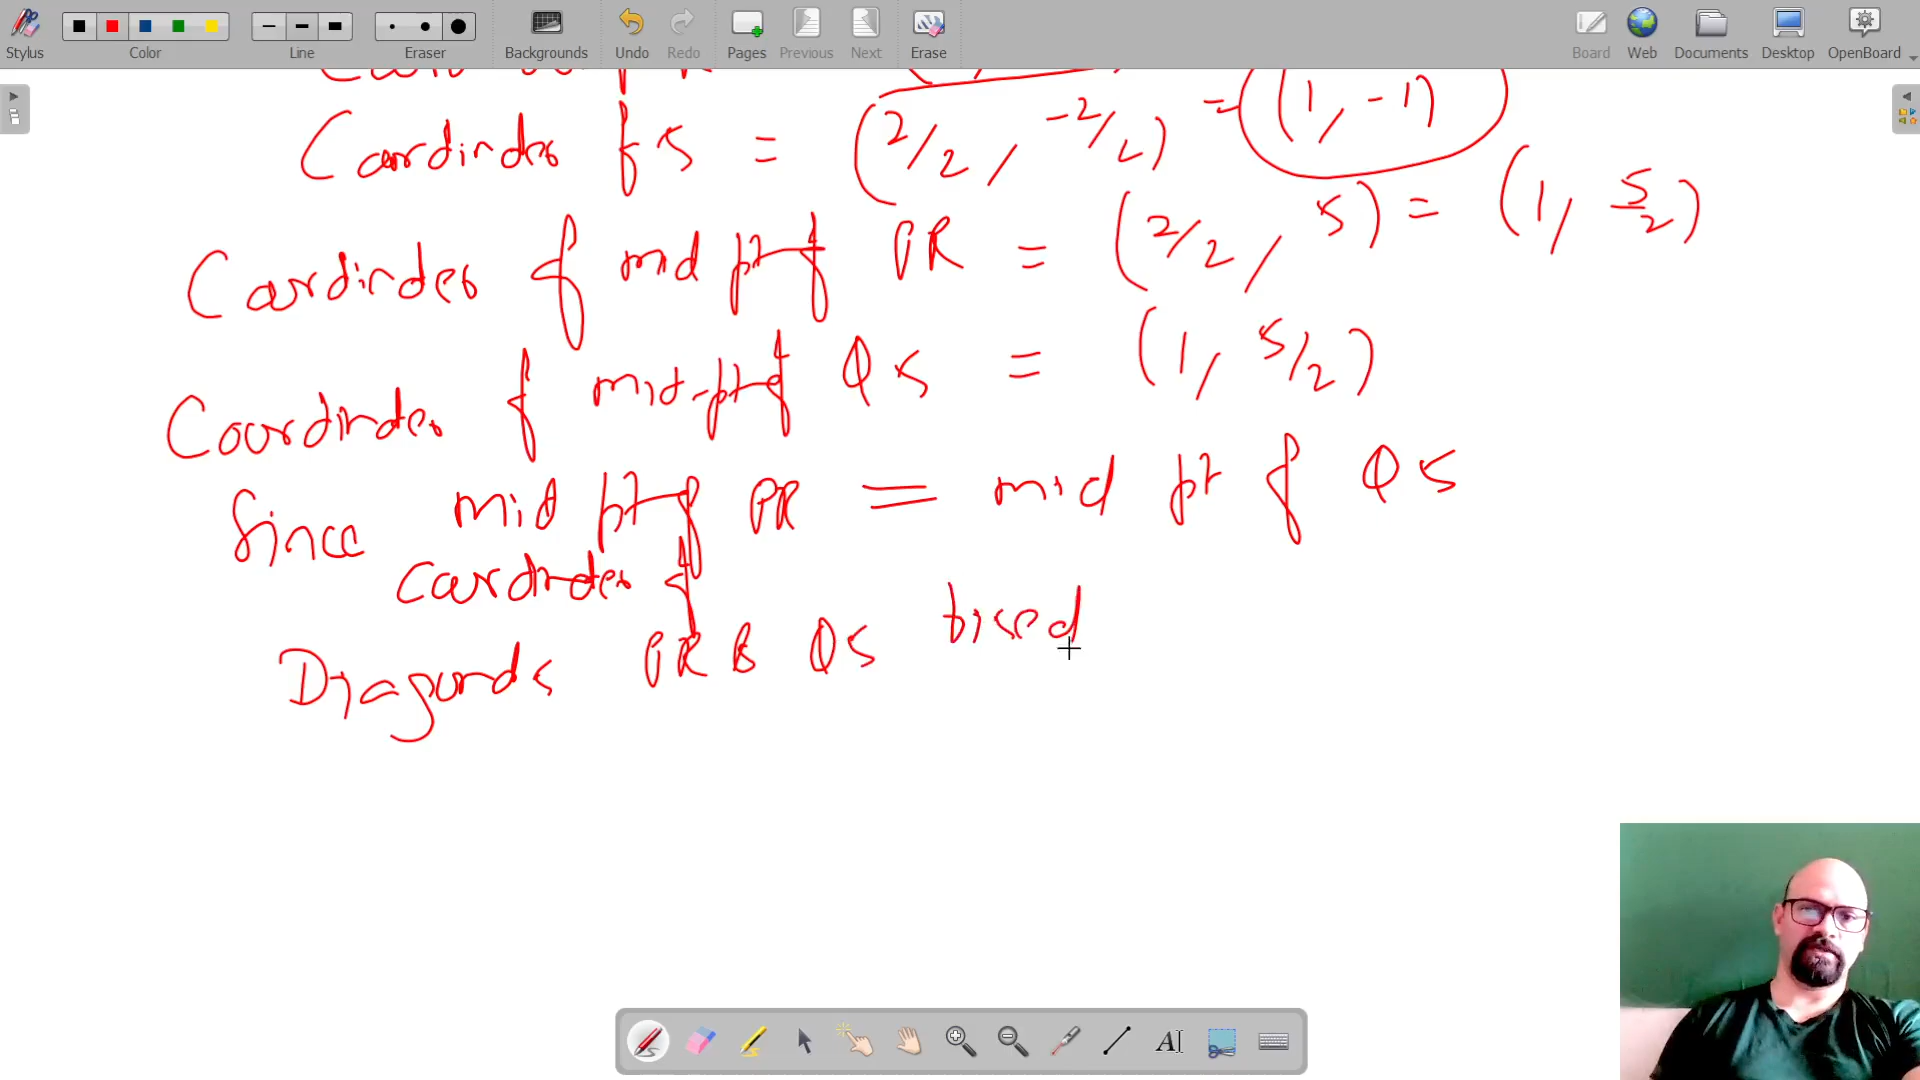 Stylus Color Line Eraser Backgrounds Undo Redo Pages Previous Next Erase Board Web Documents Desktop OpenBoard
Coordinates of S = (2/2, -2/2) = (1, -1)
Coordinates of mid pt of PR = (2/2, 5) = (1, 5/2)
Coordinates of mid-pt of QS = (1, 5/2)
Since mid pt of PR = mid pt of QS
coordinates of
Diagonals PR & QS bised